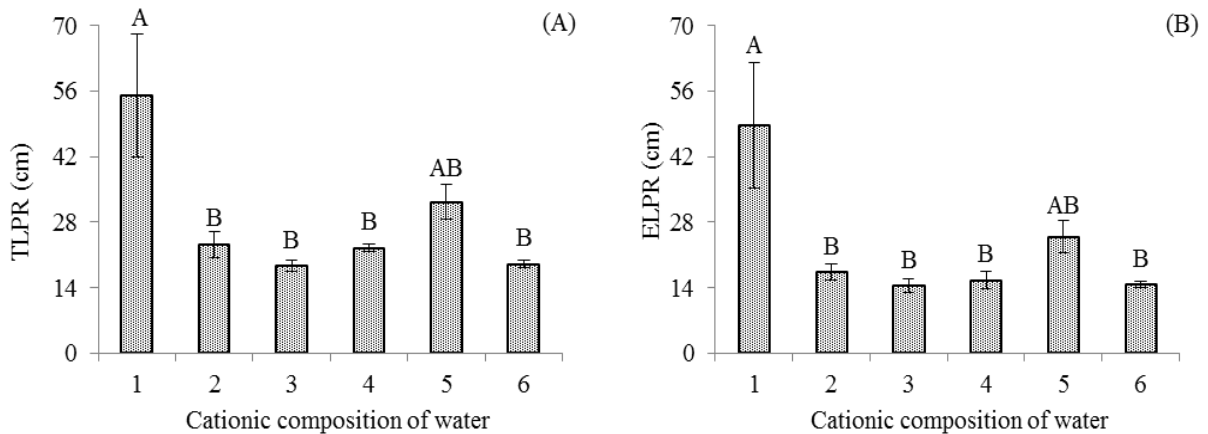 (A)
TLPR (cm)
70
56
42
28
14
0
A
B
B
B
AB
B
1 2 3 4 5 6
Cationic composition of water
(B)
ELPR (cm)
70
56
42
28
14
0
A
B
B
B
AB
B
1 2 3 4 5 6
Cationic composition of water